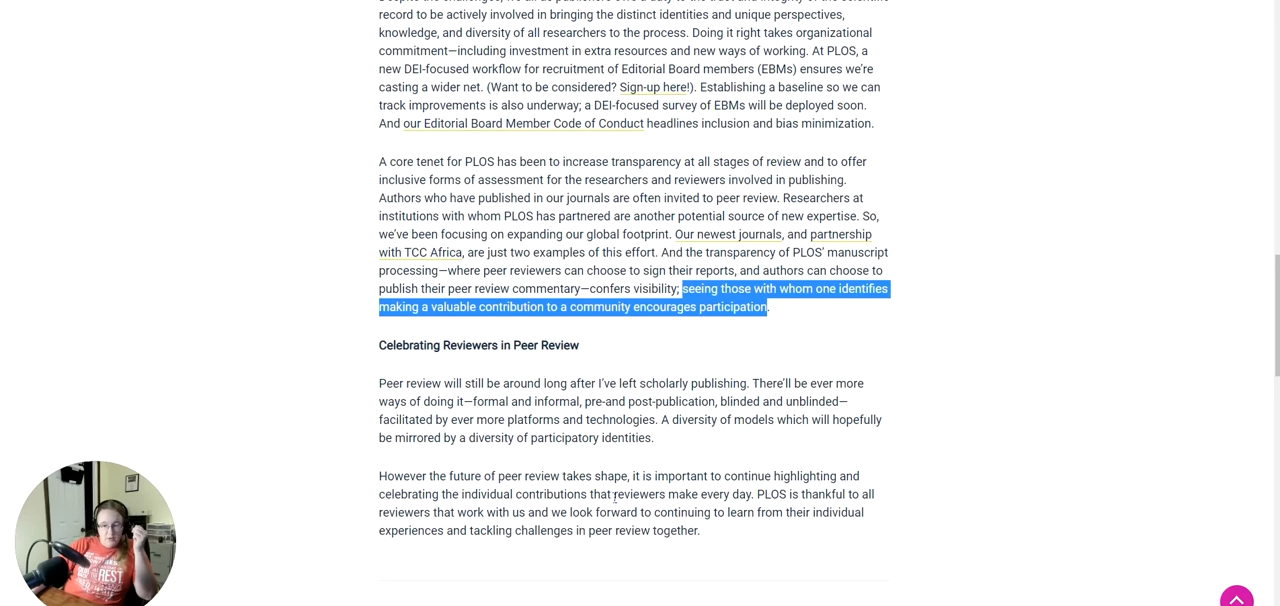 record to be actively involved in bringing the distinct identities and unique perspectives,
knowledge, and diversity of all researchers to the process. Doing it right takes organizational
commitment—including investment in extra resources and new ways of working. At PLOS, a
new DEI-focused workflow for recruitment of Editorial Board members (EBMs) ensures we’re
casting a wider net. (Want to be considered? Sign-up here!). Establishing a baseline so we can
track improvements is also underway; a DEI-focused survey of EBMs will be deployed soon.
And our Editorial Board Member Code of Conduct headlines inclusion and bias minimization.
A core tenet for PLOS has been to increase transparency at all stages of review and to offer
inclusive forms of assessment for the researchers and reviewers involved in publishing.
Authors who have published in our journals are often invited to peer review. Researchers at
institutions with whom PLOS has partnered are another potential source of new expertise. So,
we’ve been focusing on expanding our global footprint. Our newest journals, and partnership
with TCC Africa, are just two examples of this effort. And the transparency of PLOS’ manuscript
processing—where peer reviewers can choose to sign their reports, and authors can choose to
publish their peer review commentary—confers visibility; seeing those with whom one identifies
making a valuable contribution to a community encourages participation.
Celebrating Reviewers in Peer Review
Peer review will still be around long after I’ve left scholarly publishing. There’ll be ever more
ways of doing it—formal and informal, pre-and post-publication, blinded and unblinded—
facilitated by ever more platforms and technologies. A diversity of models which will hopefully
be mirrored by a diversity of participatory identities.
However the future of peer review takes shape, it is important to continue highlighting and
celebrating the individual contributions that reviewers make every day. PLOS is thankful to all
reviewers that work with us and we look forward to continuing to learn from their individual
experiences and tackling challenges in peer review together.
REST